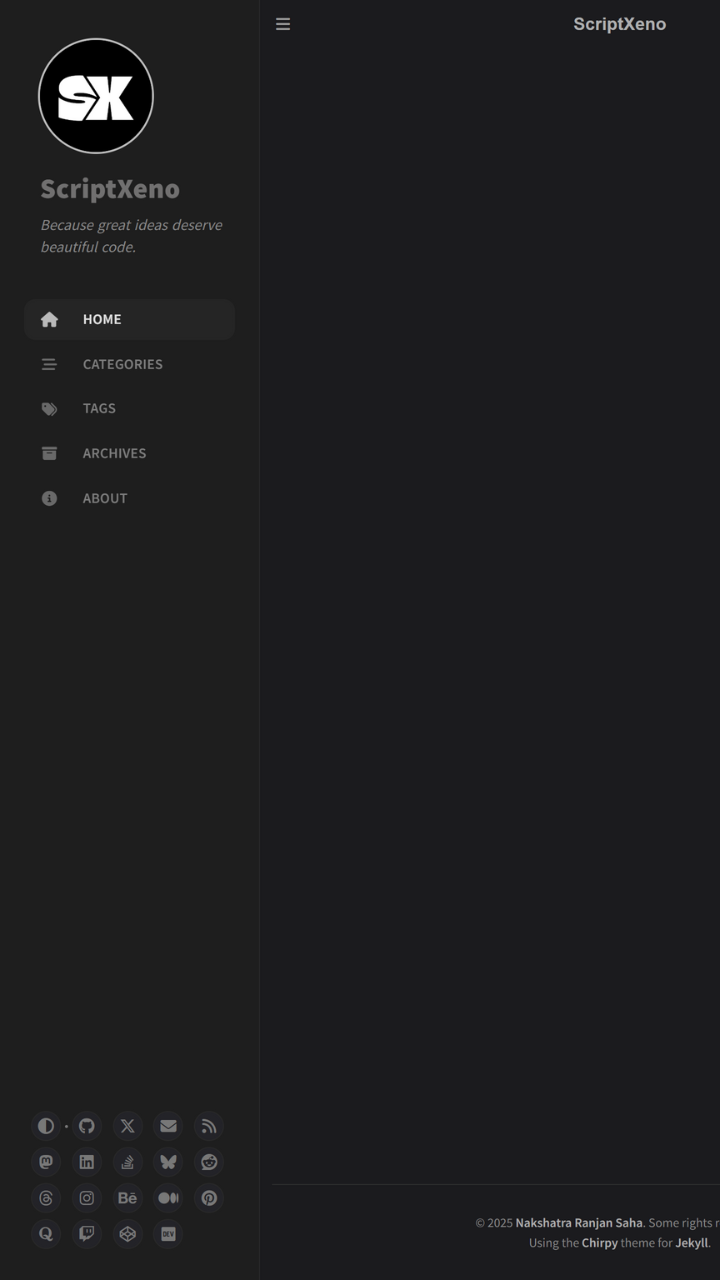 SX
ScriptXeno
Because great ideas deserve
beautiful code.
HOME
CATEGORIES
TAGS
ARCHIVES
ABOUT
Bē
DEV
ScriptXeno
© 2025 Nakshatra Ranjan Saha. Some rights
Using the Chirpy theme for Jekyll.